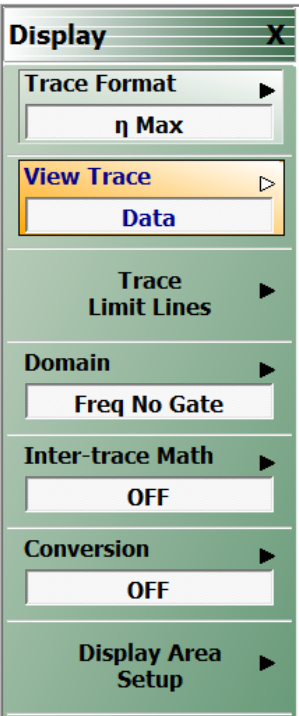 Display X
Trace Format
η Max
View Trace
Data
Trace
Limit Lines
Domain
Freq No Gate
Inter-trace Math
OFF
Conversion
OFF
Display Area
Setup